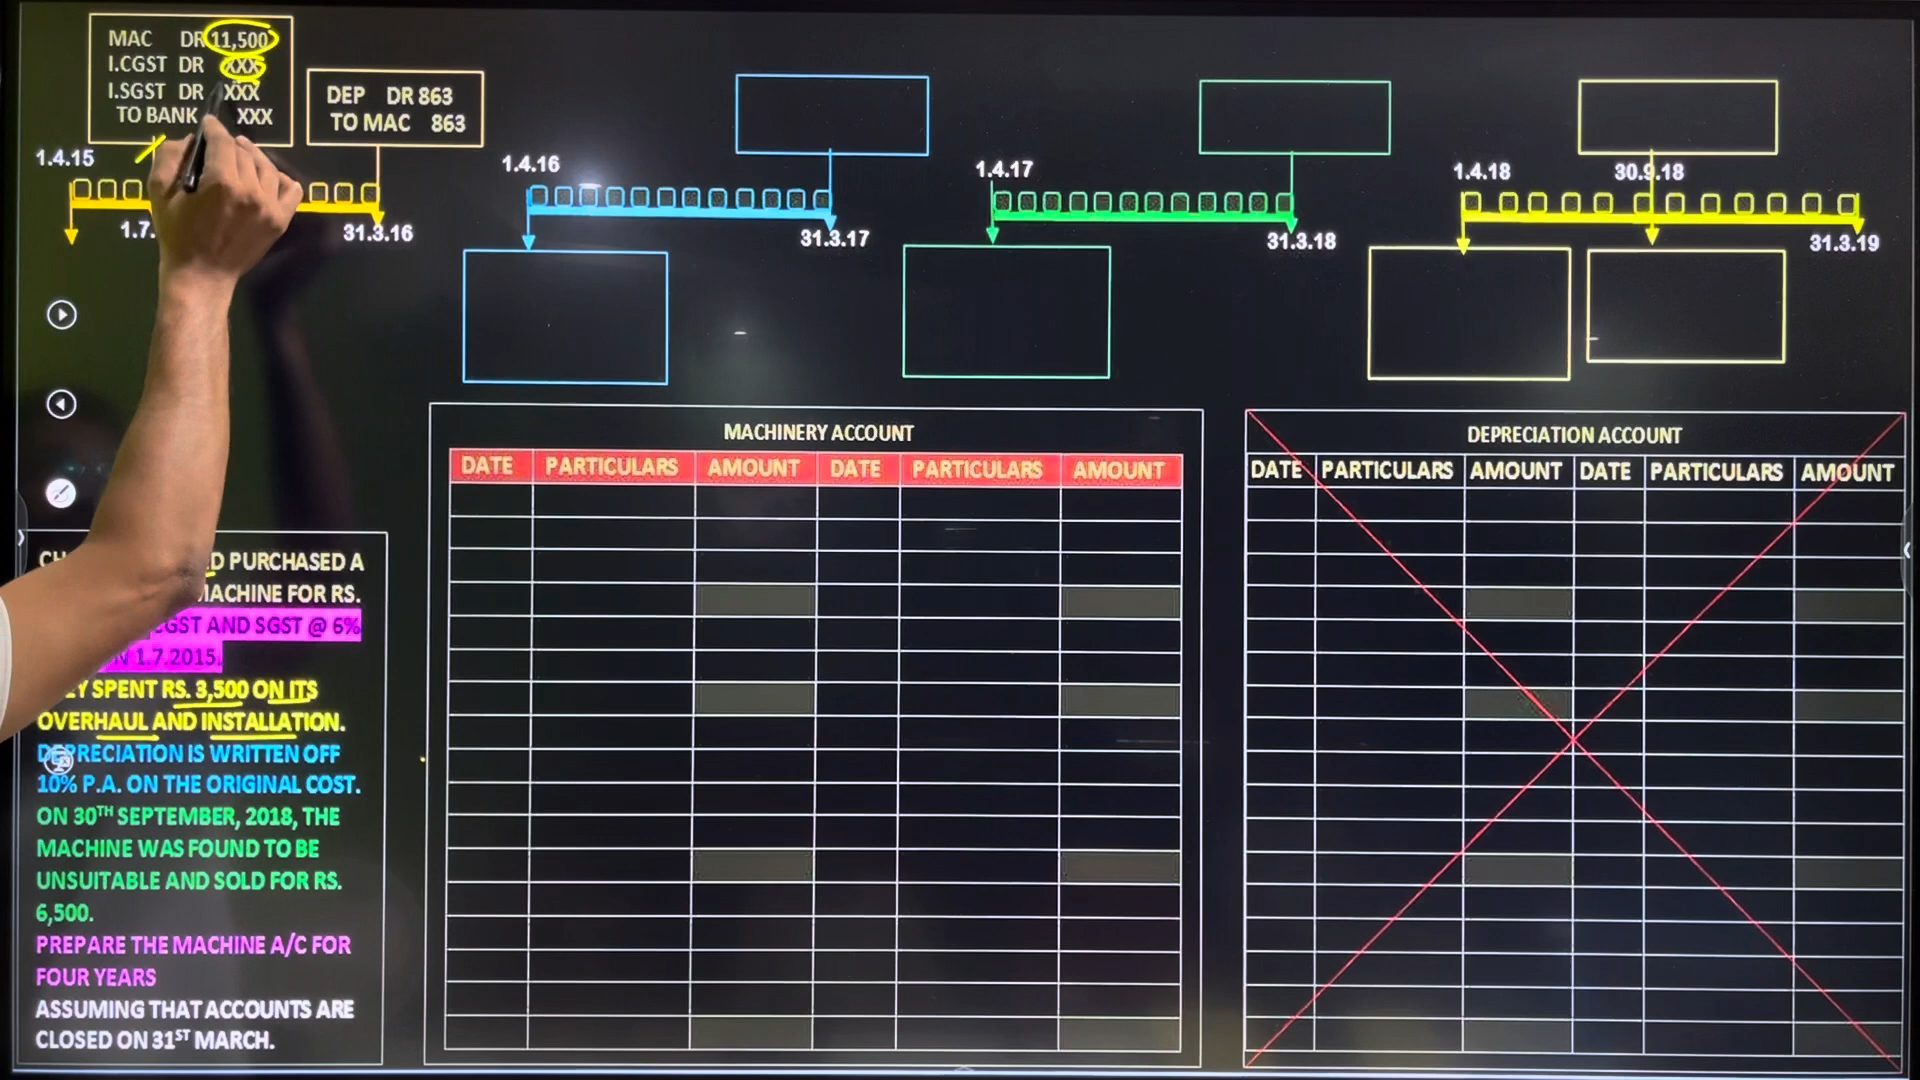 MAC DR 11,500
I.CGST DR XXX
I.SGST DR XXX
TO BANK XXX
DEP DR 863
TO MAC 863
1.4.15
1.7.
31.3.16
1.4.16
31.3.17
1.4.17
31.3.18
1.4.18
30.9.18
31.3.19
D PURCHASED A
MACHINE FOR RS.
CGST AND SGST @ 6%
1.7.2015.
SPENT RS. 3,500 ON ITS
OVERHAUL AND INSTALLATION.
DEPRECIATION IS WRITTEN OFF
10% P.A. ON THE ORIGINAL COST.
ON 30TH SEPTEMBER, 2018, THE
MACHINE WAS FOUND TO BE
UNSUITABLE AND SOLD FOR RS.
6,500.
PREPARE THE MACHINE A/C FOR
FOUR YEARS
ASSUMING THAT ACCOUNTS ARE
CLOSED ON 31ST MARCH.
MACHINERY ACCOUNT
DATE PARTICULARS AMOUNT DATE PARTICULARS AMOUNT
DEPRECIATION ACCOUNT
DATE PARTICULARS AMOUNT DATE PARTICULARS AMOUNT